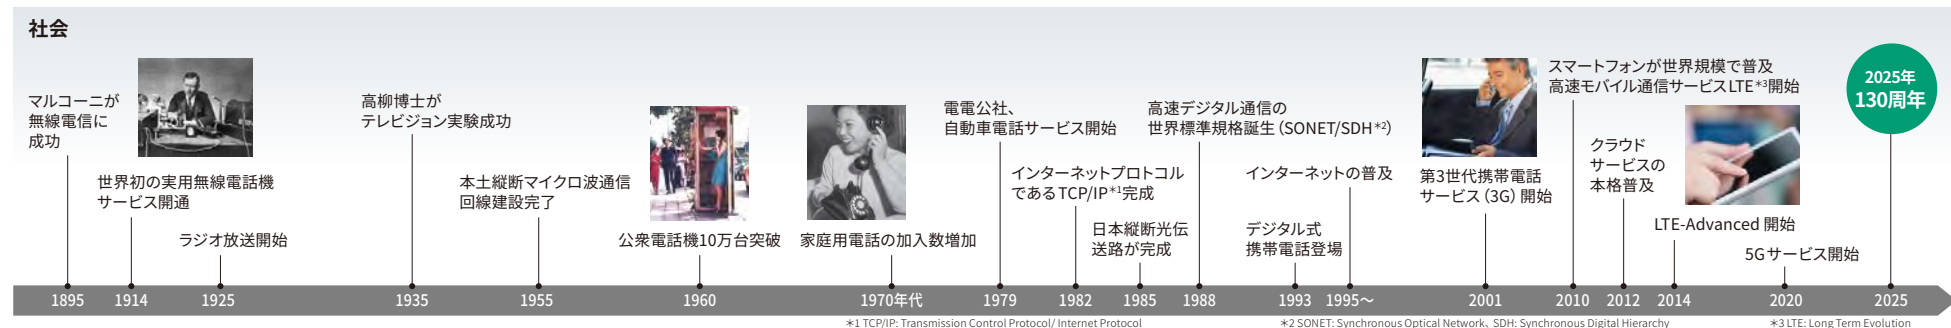 社会
マルコーニが
無線電信に
成功
世界初の実用無線電話機
サービス開通
ラジオ放送開始
高柳博士が
テレビジョン実験成功
本土縦断マイクロ波通信
回線建設完了
公衆電話機10万台突破
家庭用電話の加入数増加
電電公社、
自動車電話サービス開始
インターネットプロトコル
であるTCP/IP*1完成
日本縦断光伝
送路が完成
高速デジタル通信の
世界標準規格誕生（SONET/SDH*2）
デジタル式
携帯電話登場
インターネットの普及
第3世代携帯電話
サービス（3G）開始
スマートフォンが世界規模で普及
高速モバイル通信サービスLTE*3開始
クラウド
サービスの
本格普及
LTE-Advanced 開始
5Gサービス開始
2025年
130周年
1895 1914 1925 1935 1955 1960 1970年代 1979 1982 1985 1988 1993 1995～ 2001 2010 2012 2014 2020 2025
*1 TCP/IP: Transmission Control Protocol/ Internet Protocol
*2 SONET: Synchronous Optical Network、SDH: Synchronous Digital Hierarchy
*3 LTE: Long Term Evolution